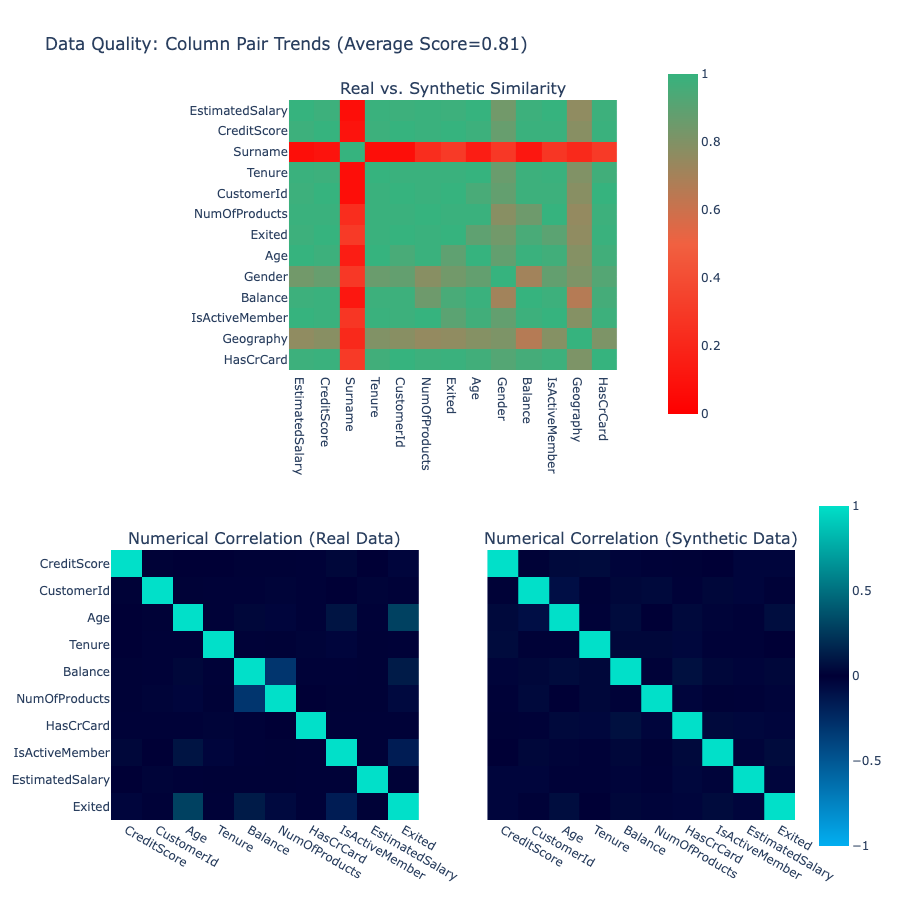 Data Quality: Column Pair Trends (Average Score=0.81)
Real vs. Synthetic Similarity
EstimatedSalary
CreditScore
Surname
Tenure
CustomerId
NumOfProducts
Exited
Age
Gender
Balance
IsActiveMember
Geography
HasCrCard
EstimatedSalary
CreditScore
Surname
Tenure
CustomerId
NumOfProducts
Exited
Age
Gender
Balance
IsActiveMember
Geography
HasCrCard
1
0.8
0.6
0.4
0.2
0
Numerical Correlation (Real Data)
CreditScore
CustomerId
Age
Tenure
Balance
NumOfProducts
HasCrCard
IsActiveMember
EstimatedSalary
Exited
CreditScore
CustomerId
Age
Tenure
Balance
NumOfProducts
HasCrCard
IsActiveMember
EstimatedSalary
Exited
Numerical Correlation (Synthetic Data)
CreditScore
CustomerId
Age
Tenure
Balance
NumOfProducts
HasCrCard
IsActiveMember
EstimatedSalary
Exited
1
0.5
0
−0.5
−1